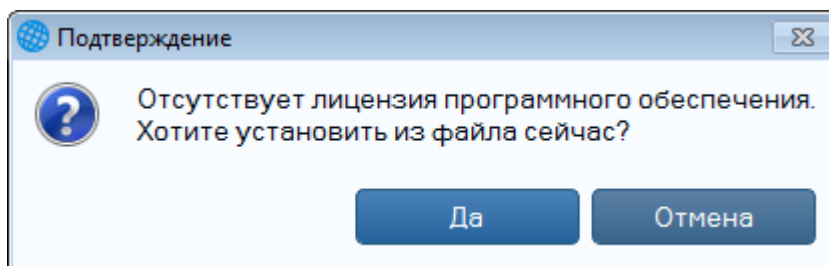 Подтверждение
Отсутствует лицензия программного обеспечения.
Хотите установить из файла сейчас?
Да
Отмена